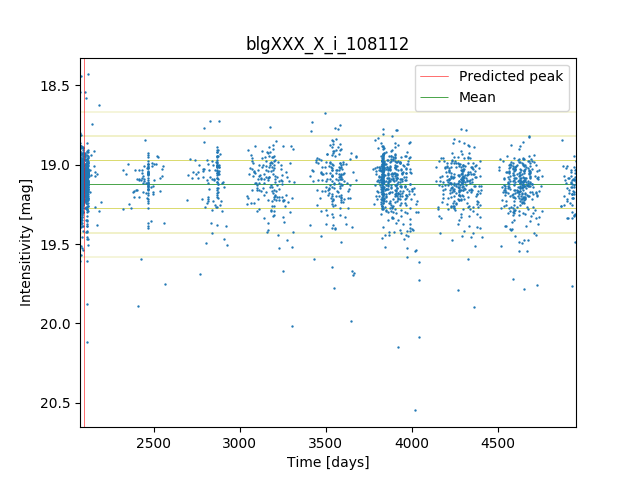 blgXXX_X_i_108112
Predicted peak
Mean
Intensitivity [mag]
18.5
19.0
19.5
20.0
20.5
2500
3000
3500
4000
4500
Time [days]